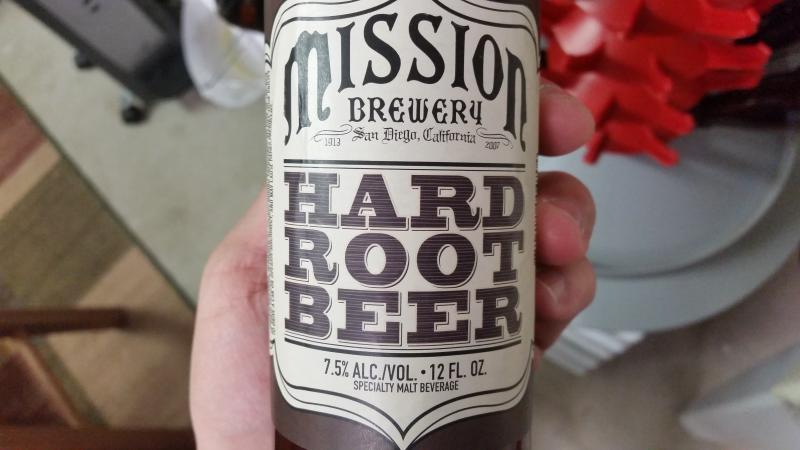 MISSION
BREWERY
San Diego, California
1913 2007
HARD
ROOT
BEER
7.5% ALC./VOL. • 12 FL. OZ.
SPECIALTY MALT BEVERAGE